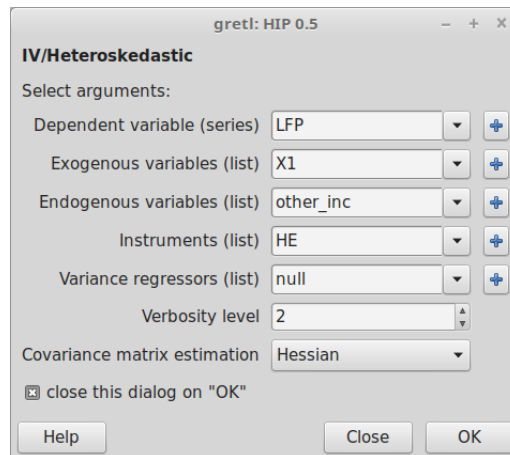 gretl: HIP 0.5
IV/Heteroskedastic
Select arguments:
Dependent variable (series) LFP
Exogenous variables (list) X1
Endogenous variables (list) other_inc
Instruments (list) HE
Variance regressors (list) null
Verbosity level 2
Covariance matrix estimation Hessian
close this dialog on "OK"
Help Close OK